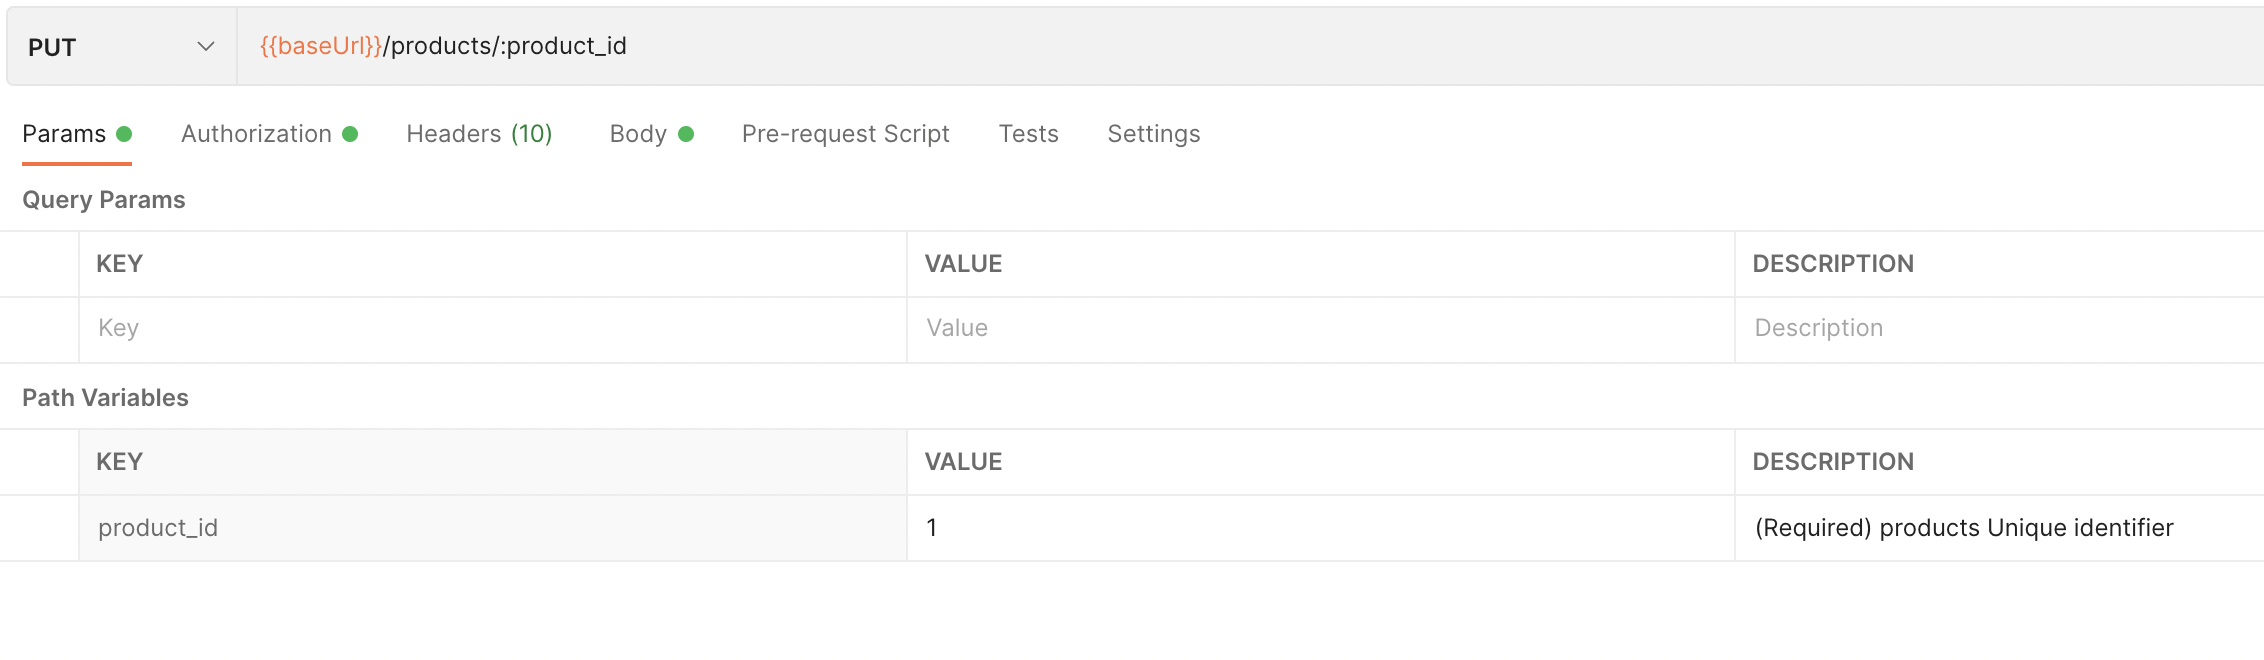 PUT {{baseUrl}}/products/:product_id
Params Authorization Headers (10) Body Pre-request Script Tests Settings
Query Params
KEY VALUE DESCRIPTION
Key Value Description
Path Variables
KEY VALUE DESCRIPTION
product_id 1 (Required) products Unique identifier